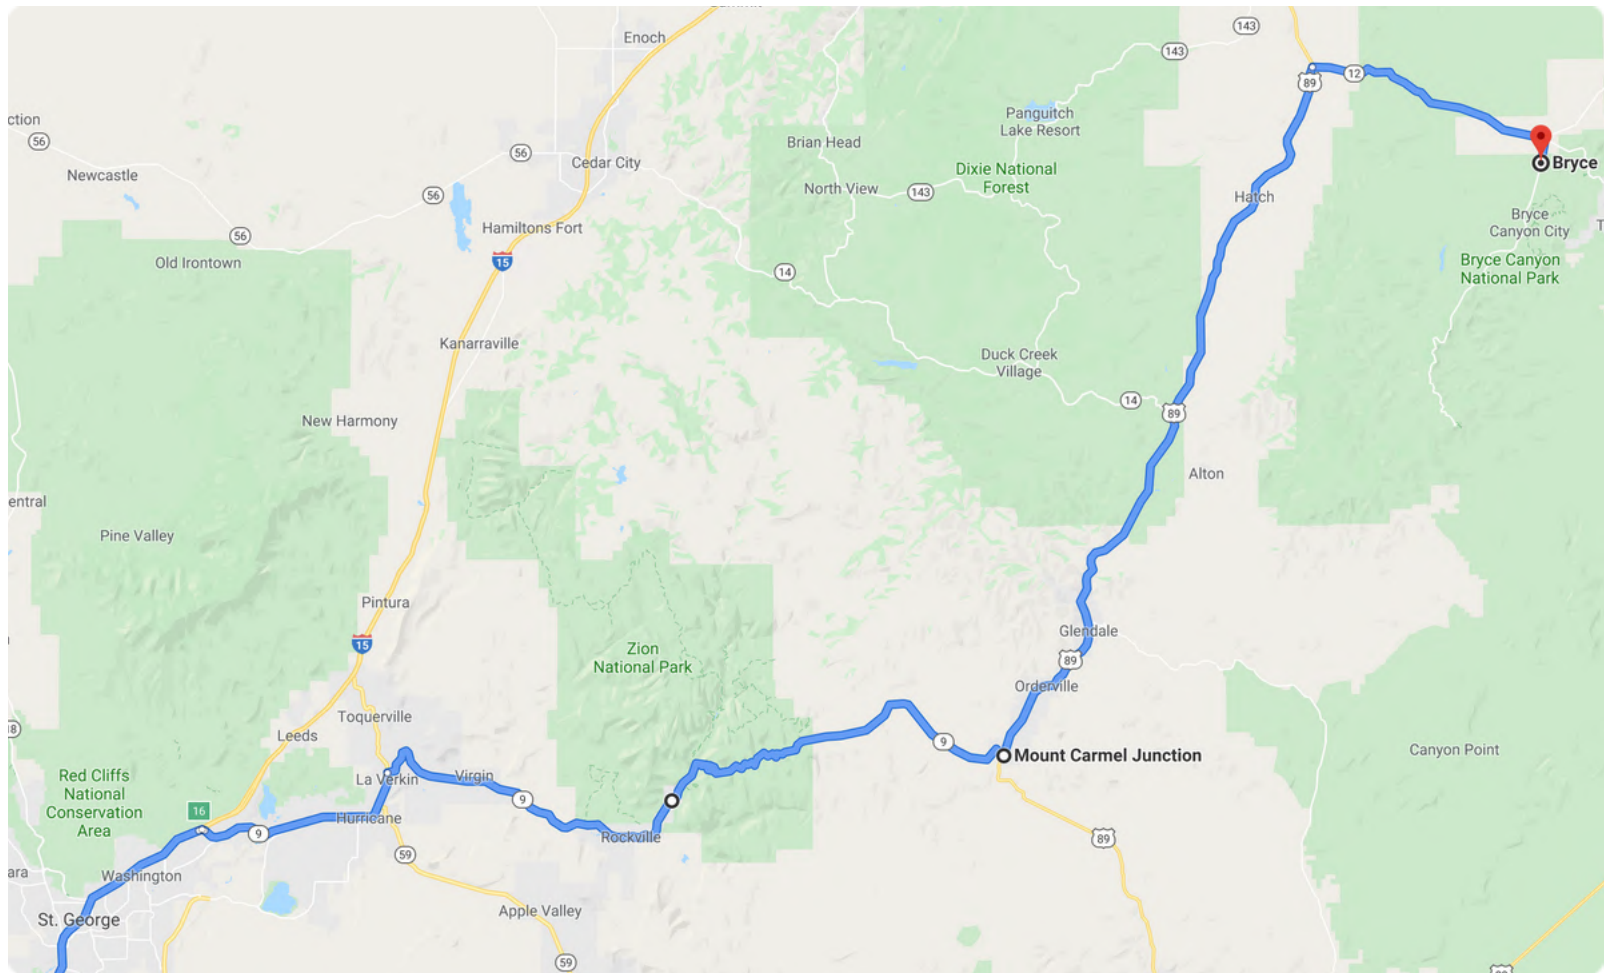 Enoch
143
143
12
89
ction
56
Panguitch
Lake Resort
Brian Head
56
Cedar City
Bryce
Newcastle
Dixie National
Forest
56
North View
143
Hatch
Bryce
Canyon City
T
Hamiltons Fort
56
Old Irontown
15
Bryce Canyon
National Park
14
Kanarraville
Duck Creek
Village
14
89
New Harmony
Alton
entral
Pine Valley
Pintura
Glendale
15
Zion
National Park
89
Orderville
Toquerville
18
Leeds
9
Mount Carmel Junction
Canyon Point
Red Cliffs
National
Conservation
Area
La Verkin
Virgin
16
9
Hurricane
9
Rockville
89
59
ara
Washington
St. George
Apple Valley
59